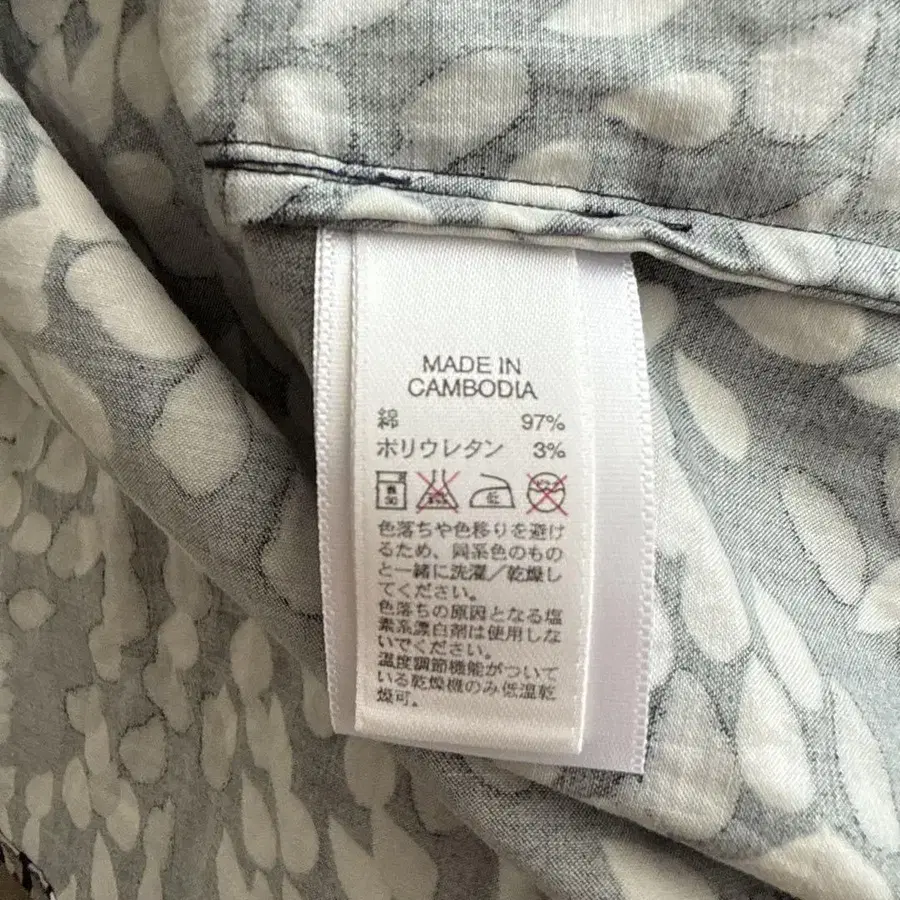 MADE IN
CAMBODIA
綿 97%
ポリウレタン 3%
色落ちや色移りを避け
るため、同系色のもの
と一緒に洗濯／乾燥し
てください。
色落ちの原因となる塩
素系漂白剤は使用しな
いでください。
温度調節機能がついて
いる乾燥機のみ低温乾
燥可。